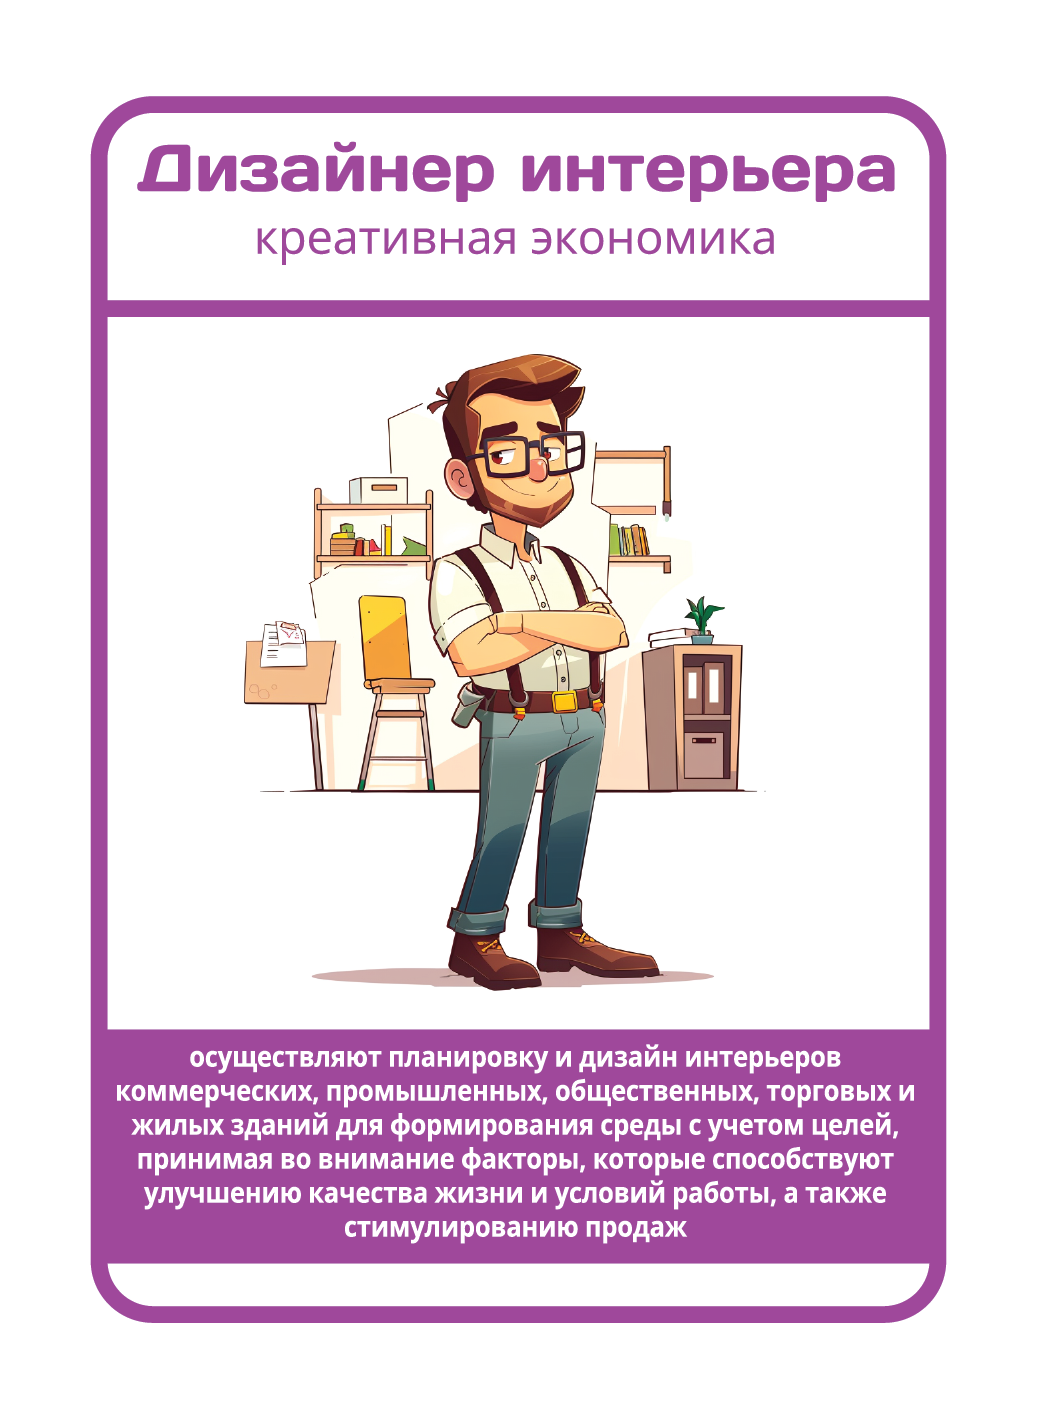 Дизайнер интерьера
креативная экономика
осуществляют планировку и дизайн интерьеров
коммерческих, промышленных, общественных, торговых и
жилых зданий для формирования среды с учетом целей,
принимая во внимание факторы, которые способствуют
улучшению качества жизни и условий работы, а также
стимулированию продаж